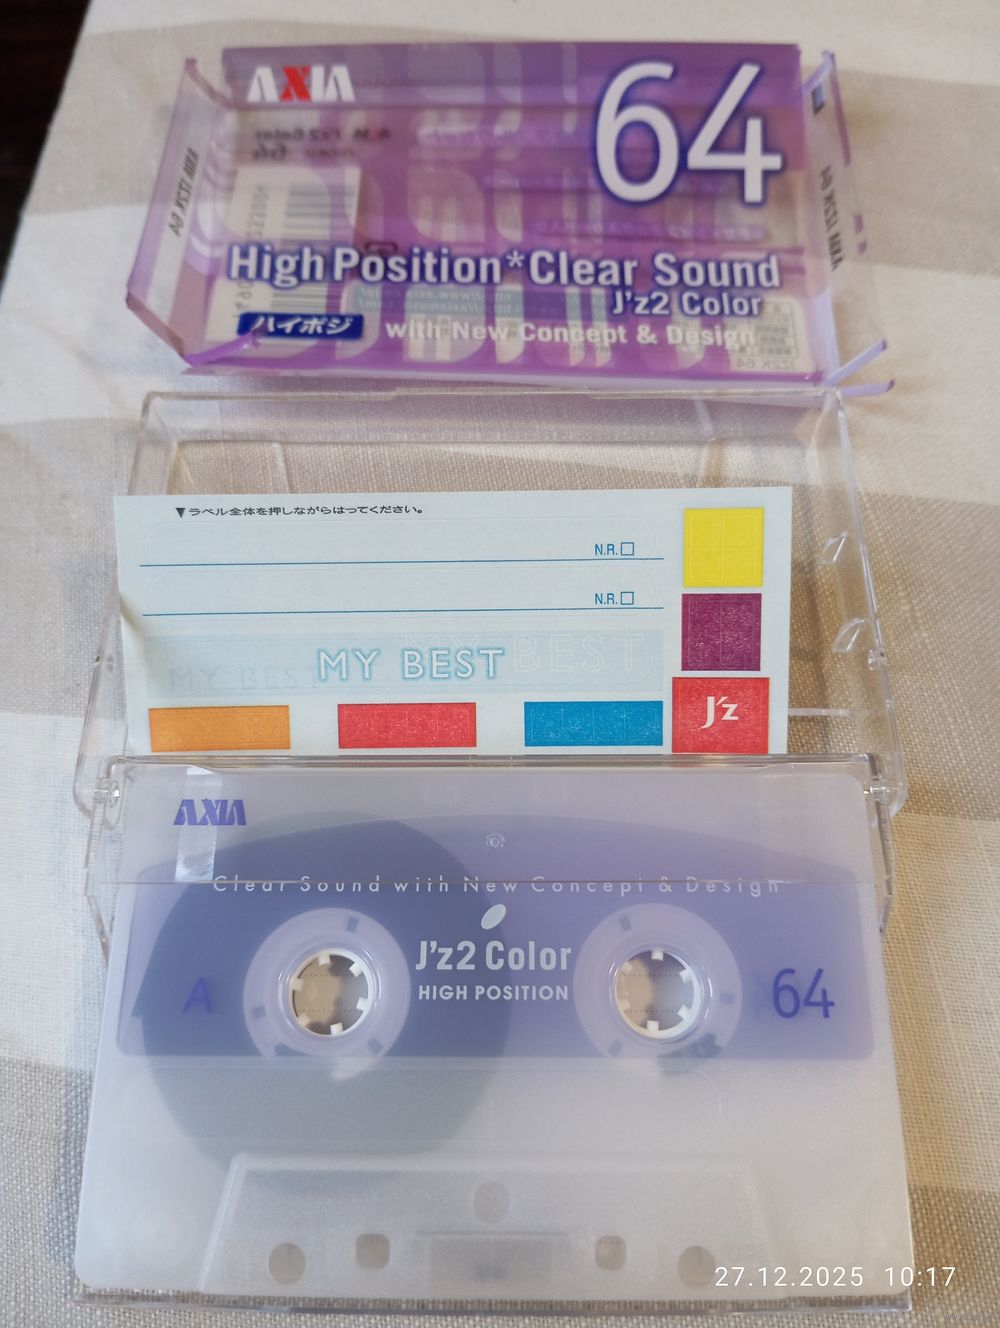 AXIA
64
High Position*Clear Sound
J'z2 Color
ハイポジ
with New Concept & Design
▼ラベル全体を押しながらはってください。
N.R.
N.R.
MY BEST
J'z
AXIA
Clear Sound with New Concept & Design
J'z2 Color
HIGH POSITION
A
64
27.12.2025 10:17